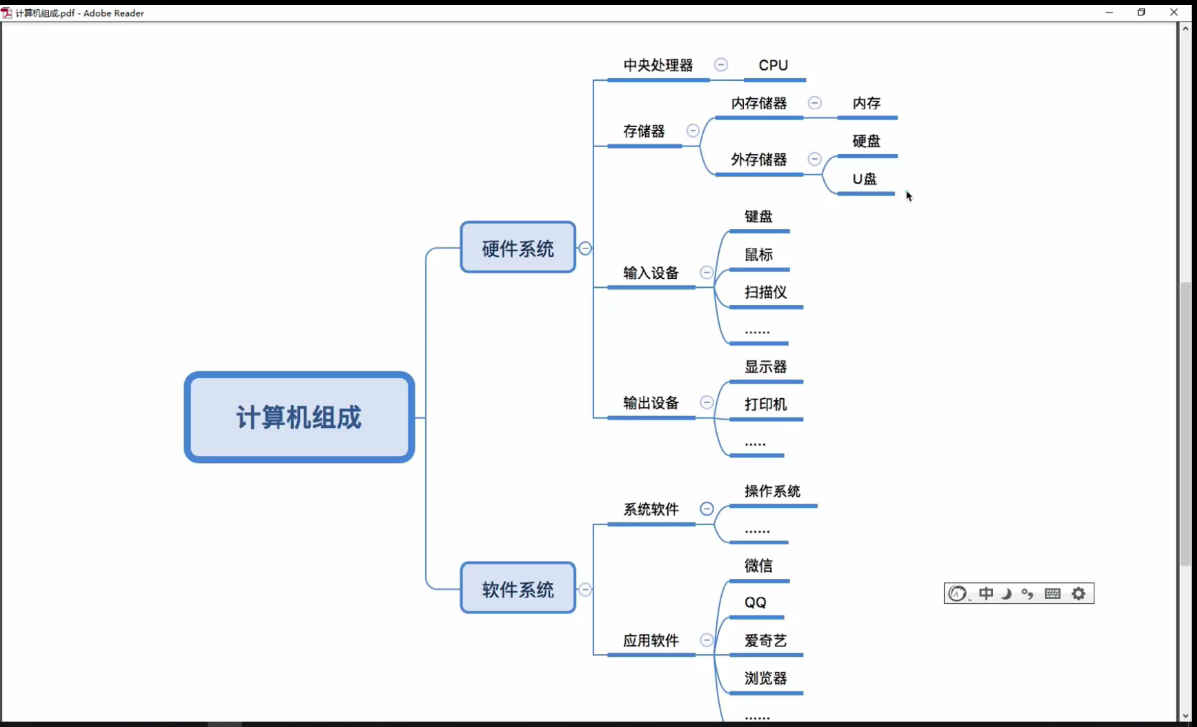 计算机组成.pdf - Adobe Reader
计算机组成
硬件系统
中央处理器
CPU
存储器
内存储器
内存
外存储器
硬盘
U盘
输入设备
键盘
鼠标
扫描仪
......
输出设备
显示器
打印机
.....
软件系统
系统软件
操作系统
......
应用软件
微信
QQ
爱奇艺
浏览器
......
中